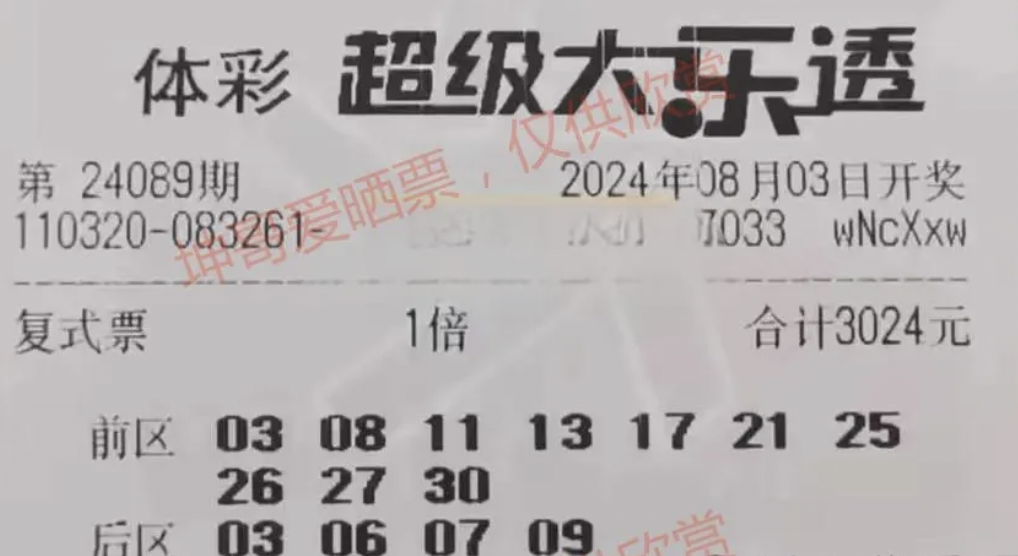 体彩 超级大乐透
第 24089期 2024年08月03日开奖
110320-083261- 7033 wNcXxw
坤哥爱晒票，仅供欣赏
复式票 1倍 合计3024元
前区 03 08 11 13 17 21 25
26 27 30
后区 03 06 07 09
欣赏